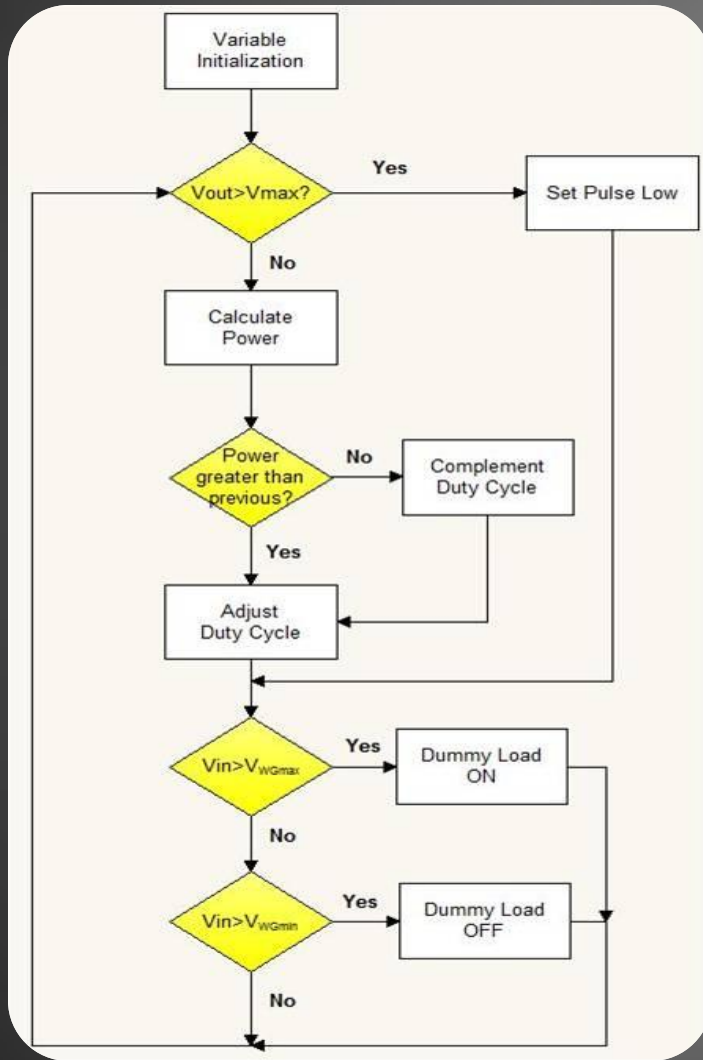 Variable
Initialization
Vout>Vmax?
Yes
Set Pulse Low
No
Calculate
Power
Power
greater than
previous?
No
Complement
Duty Cycle
Yes
Adjust
Duty Cycle
Vin>VWGmax
Yes
Dummy Load
ON
No
Vin>VWGmin
Yes
Dummy Load
OFF
No